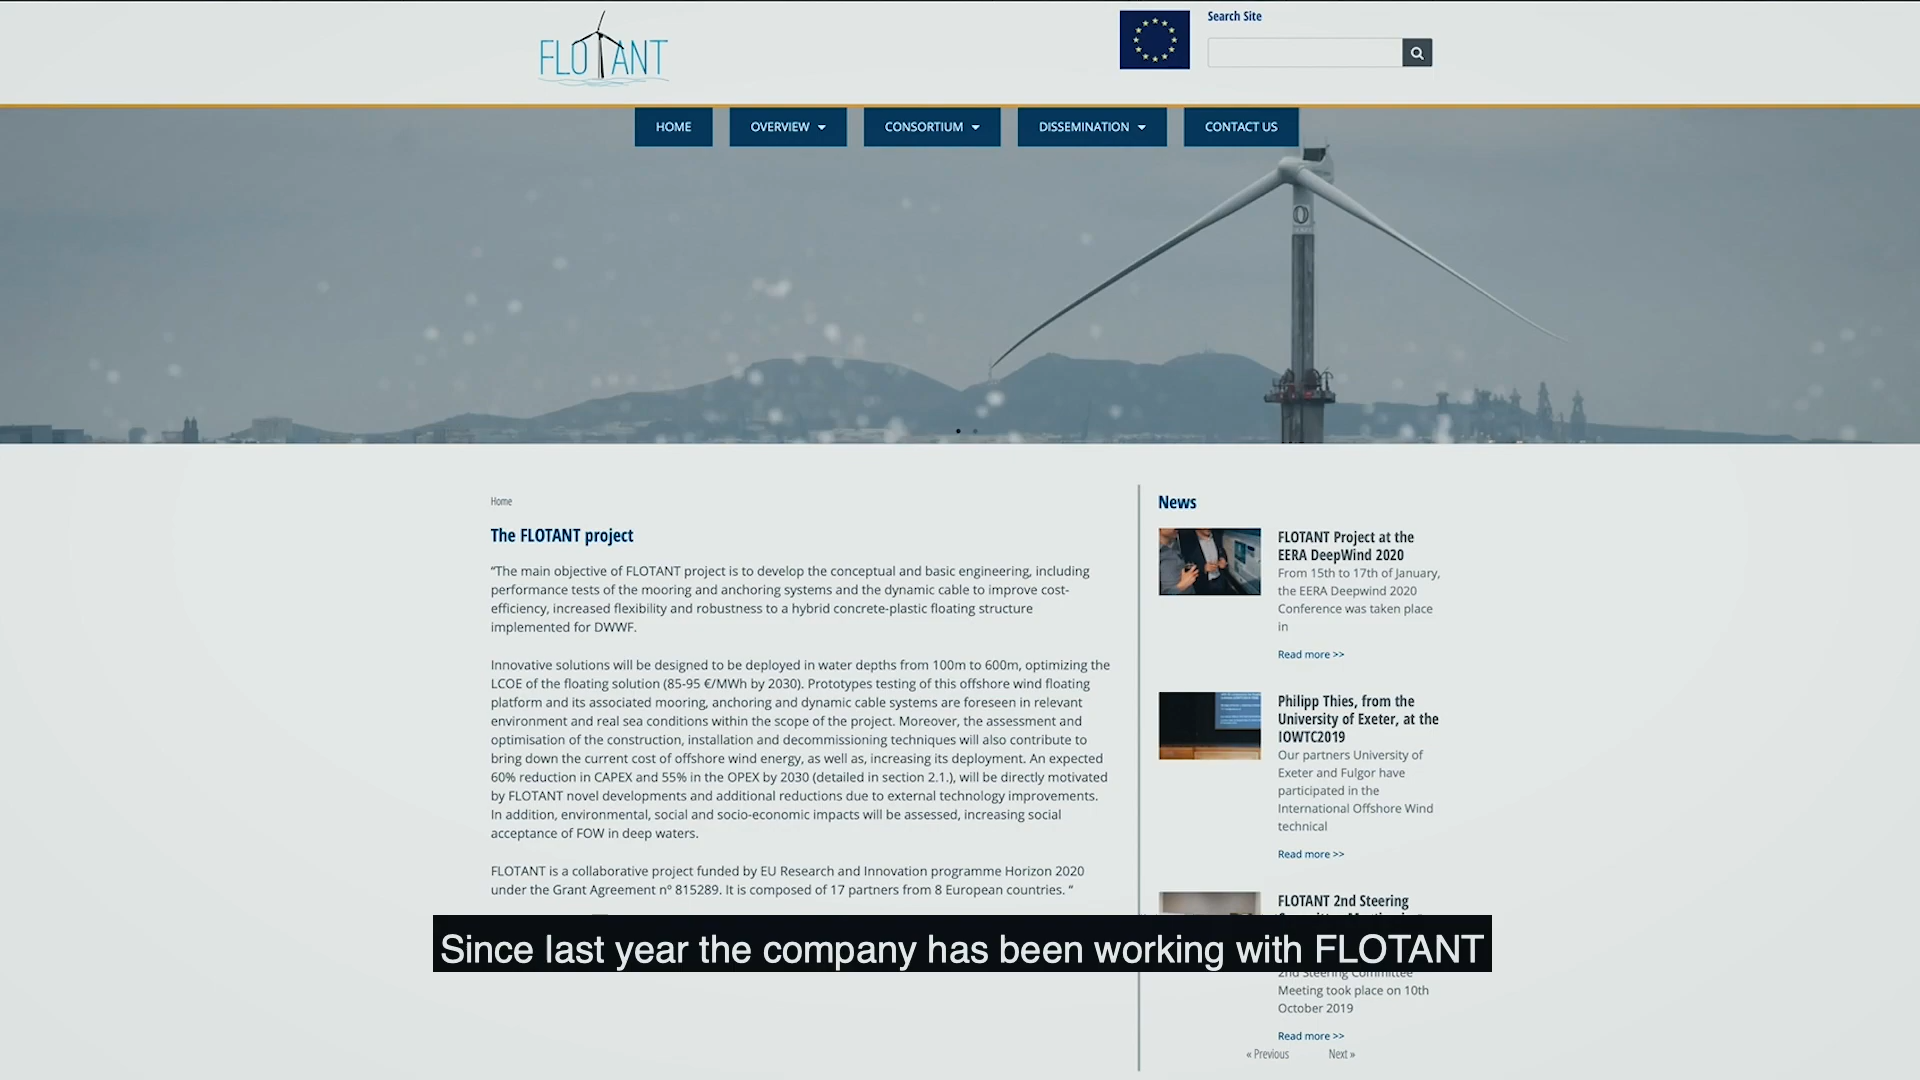 FLOTANT
Search Site
HOME
OVERVIEW
CONSORTIUM
DISSEMINATION
CONTACT US
Home
The FLOTANT project
“The main objective of FLOTANT project is to develop the conceptual and basic engineering, including
performance tests of the mooring and anchoring systems and the dynamic cable to improve cost-
efficiency, increased flexibility and robustness to a hybrid concrete-plastic floating structure
implemented for DWWF.
Innovative solutions will be designed to be deployed in water depths from 100m to 600m, optimizing the
LCOE of the floating solution (85-95 €/MWh by 2030). Prototypes testing of this offshore wind floating
platform and its associated mooring, anchoring and dynamic cable systems are foreseen in relevant
environment and real sea conditions within the scope of the project. Moreover, the assessment and
optimisation of the construction, installation and decommissioning techniques will also contribute to
bring down the current cost of offshore wind energy, as well as, increasing its deployment. An expected
60% reduction in CAPEX and 55% in the OPEX by 2030 (detailed in section 2.1.), will be directly motivated
by FLOTANT novel developments and additional reductions due to external technology improvements.
In addition, environmental, social and socio-economic impacts will be assessed, increasing social
acceptance of FOW in deep waters.
FLOTANT is a collaborative project funded by EU Research and Innovation programme Horizon 2020
under the Grant Agreement nº 815289. It is composed of 17 partners from 8 European countries. “
News
FLOTANT Project at the
EERA DeepWind 2020
From 15th to 17th of January,
the EERA Deepwind 2020
Conference was taken place
in
Read more >>
Philipp Thies, from the
University of Exeter, at the
IOWTC2019
Our partners University of
Exeter and Fulgor have
participated in the
International Offshore Wind
technical
Read more >>
FLOTANT 2nd Steering
Since last year the company has been working with FLOTANT
2nd Steering Committee
Meeting took place on 10th
October 2019
Read more >>
« Previous
Next »